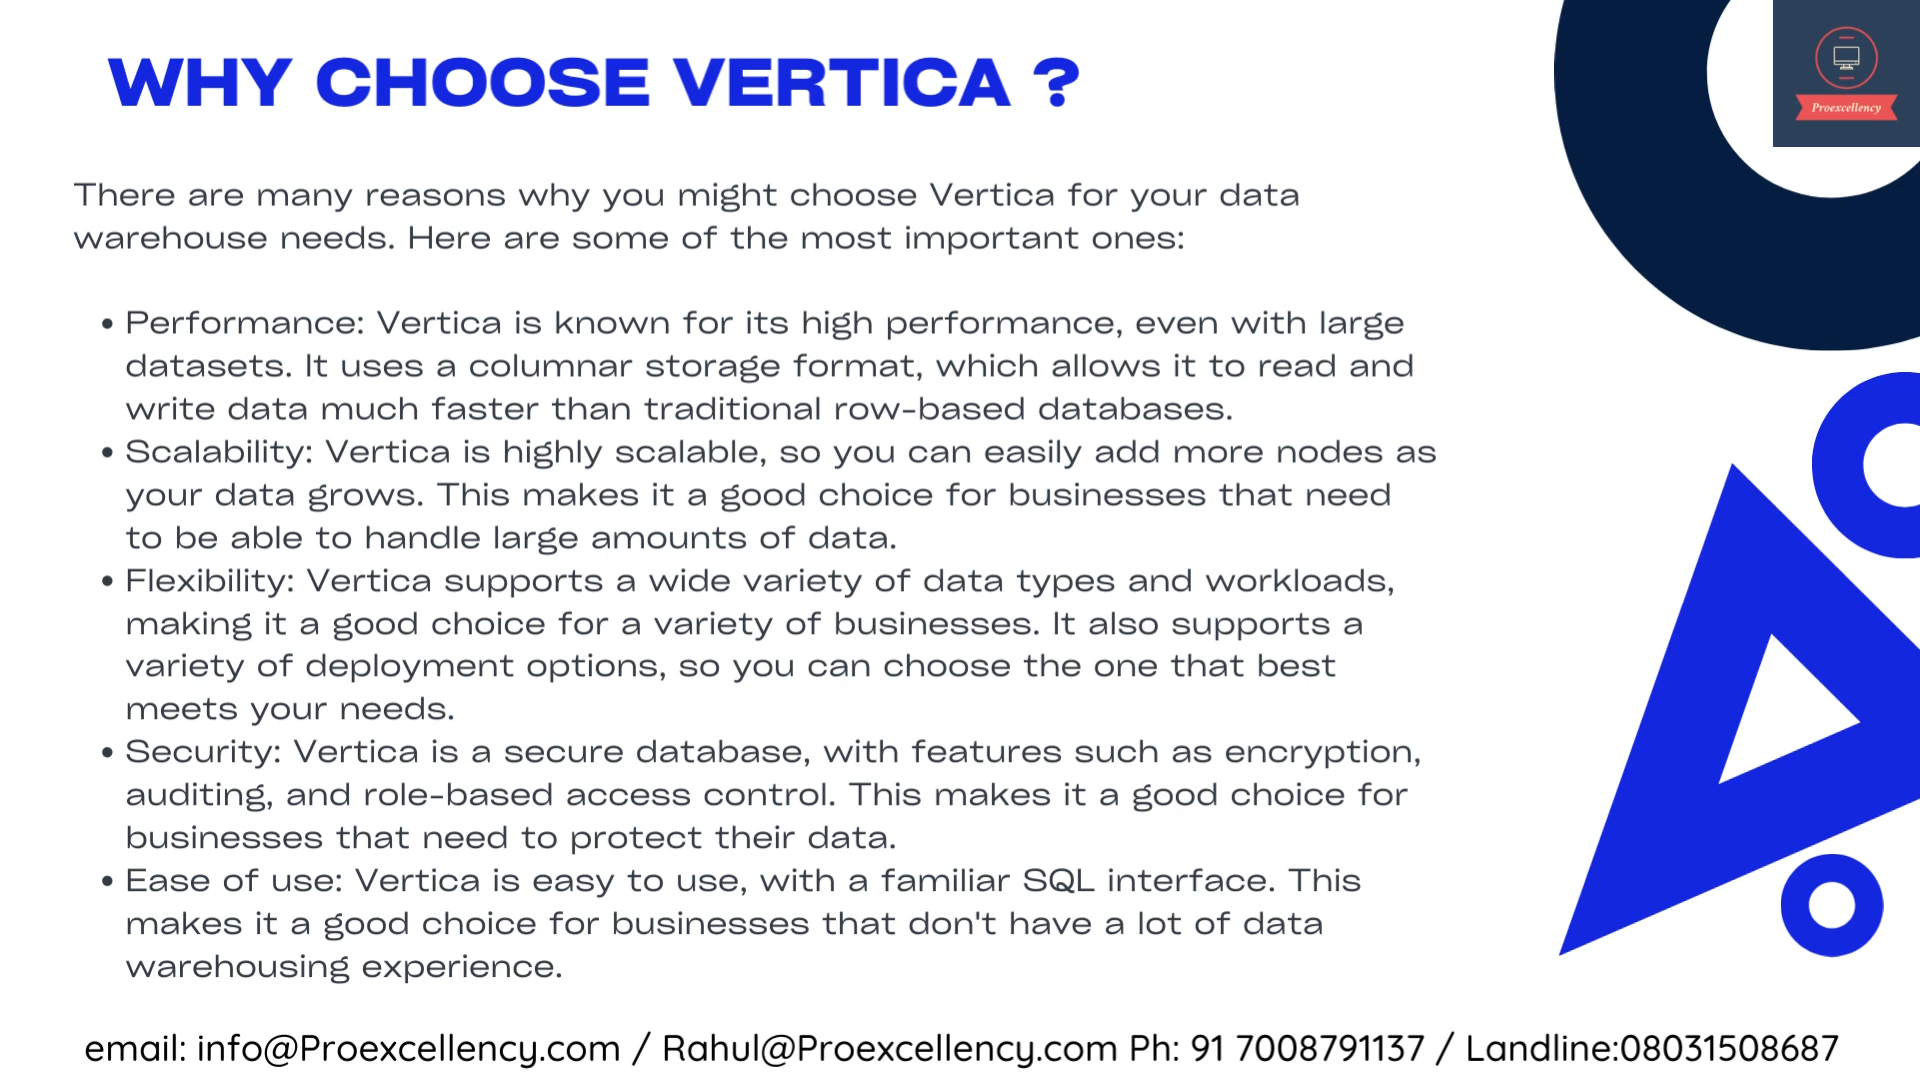 WHY CHOOSE VERTICA ?
Proexcellency
There are many reasons why you might choose Vertica for your data
warehouse needs. Here are some of the most important ones:
• Performance: Vertica is known for its high performance, even with large
datasets. It uses a columnar storage format, which allows it to read and
write data much faster than traditional row-based databases.
• Scalability: Vertica is highly scalable, so you can easily add more nodes as
your data grows. This makes it a good choice for businesses that need
to be able to handle large amounts of data.
• Flexibility: Vertica supports a wide variety of data types and workloads,
making it a good choice for a variety of businesses. It also supports a
variety of deployment options, so you can choose the one that best
meets your needs.
• Security: Vertica is a secure database, with features such as encryption,
auditing, and role-based access control. This makes it a good choice for
businesses that need to protect their data.
• Ease of use: Vertica is easy to use, with a familiar SQL interface. This
makes it a good choice for businesses that don't have a lot of data
warehousing experience.
email: info@Proexcellency.com / Rahul@Proexcellency.com Ph: 91 7008791137 / Landline:08031508687